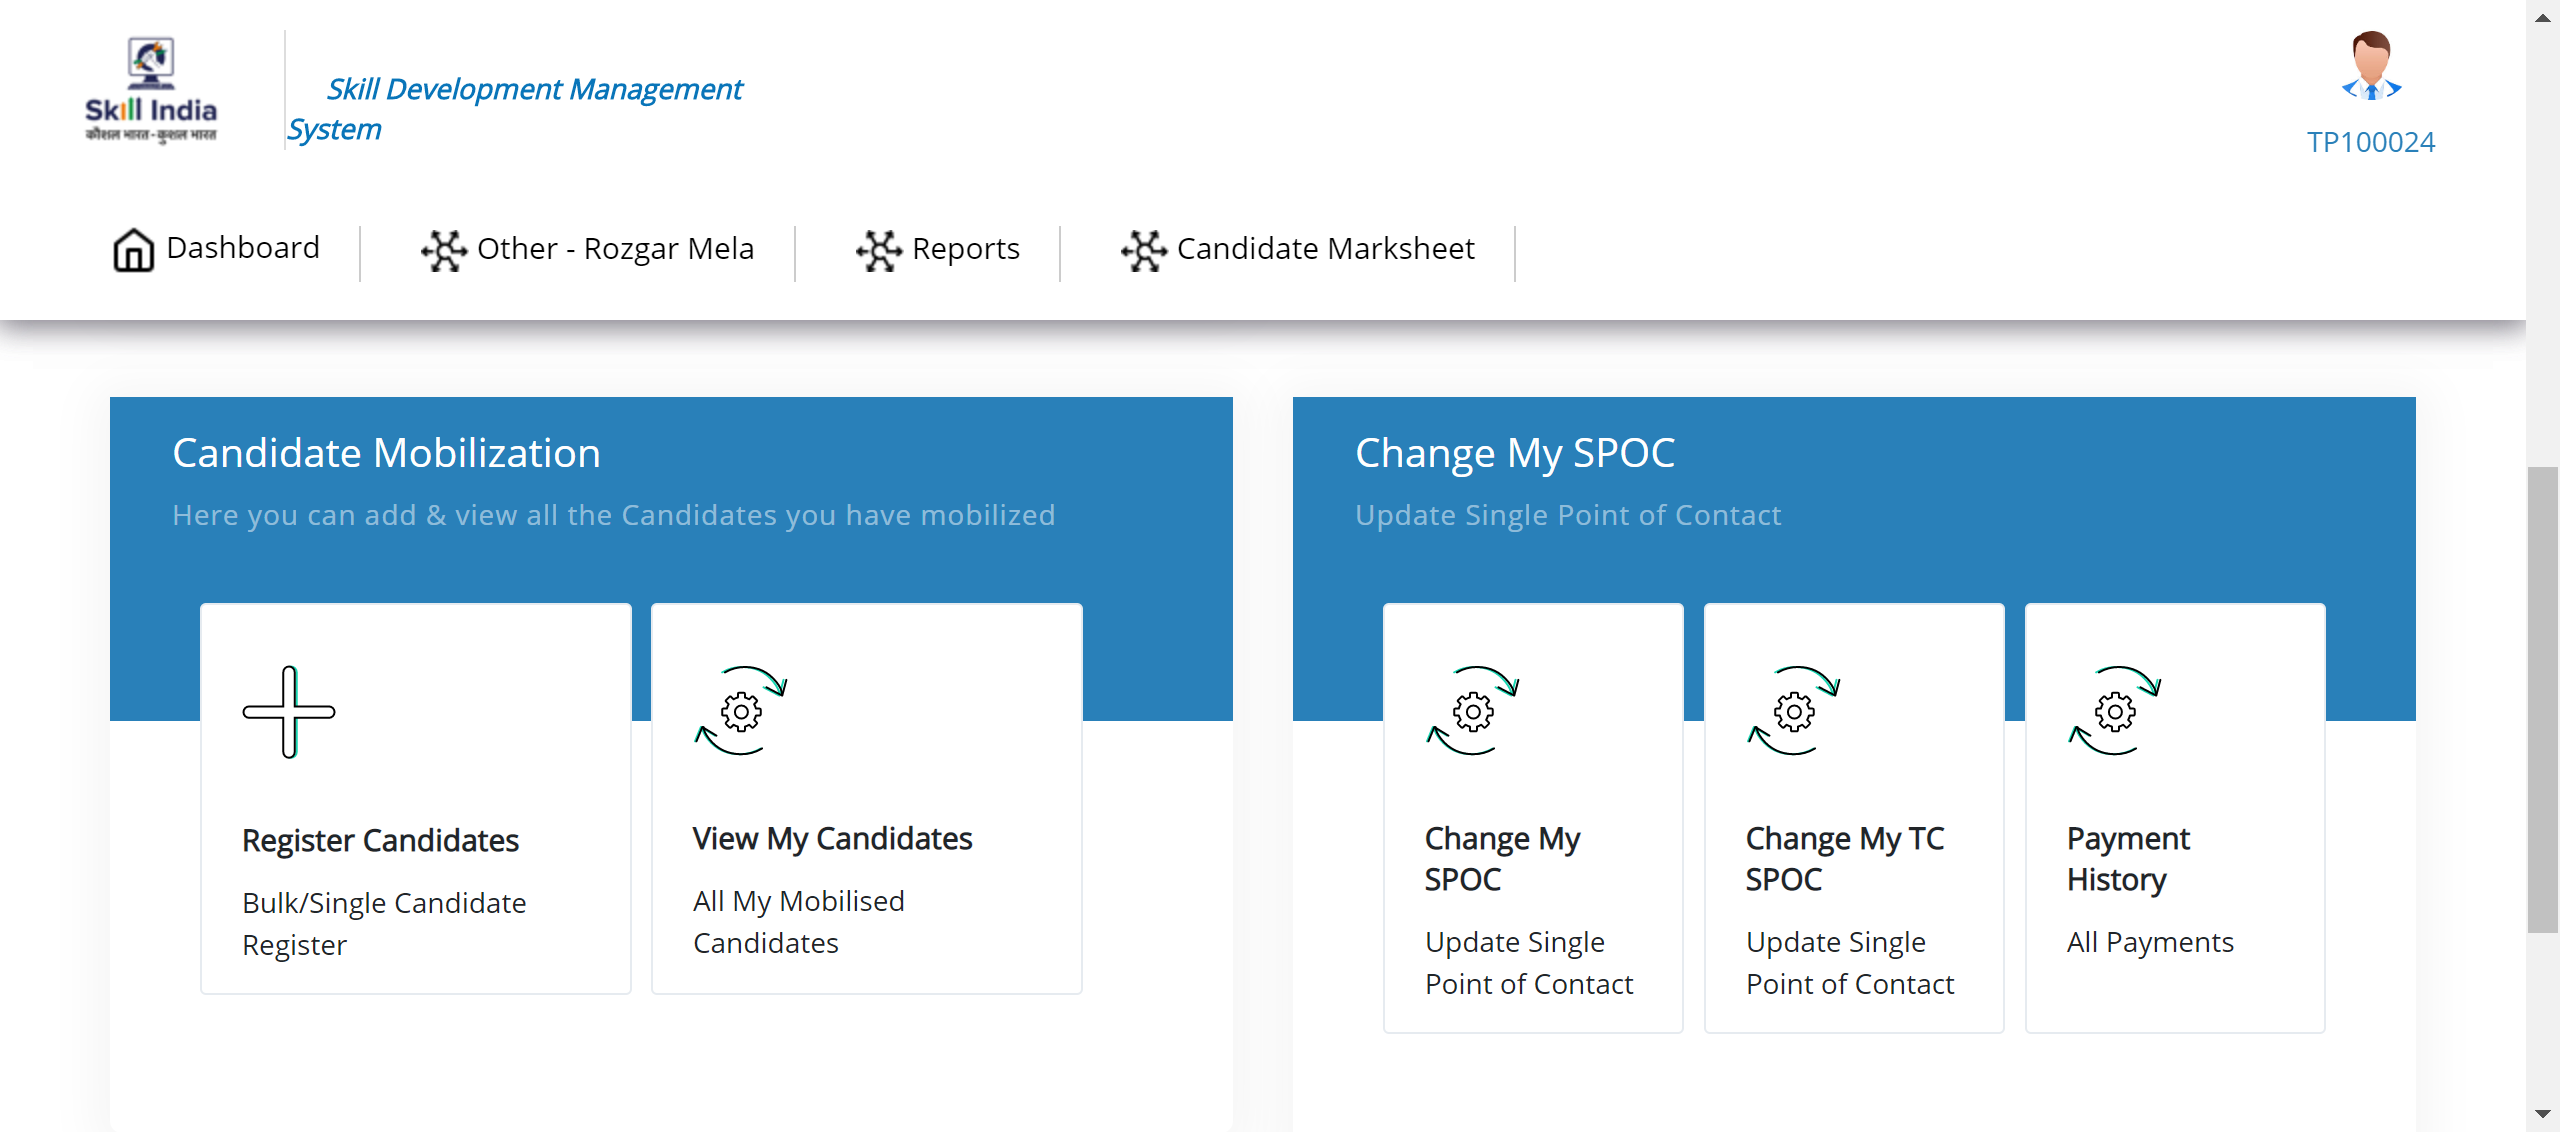 Skill India
कौशल भारत - कुशल भारत
Skill Development Management
System
TP100024
Dashboard
Other - Rozgar Mela
Reports
Candidate Marksheet
Candidate Mobilization
Here you can add & view all the Candidates you have mobilized
Register Candidates
Bulk/Single Candidate
Register
View My Candidates
All My Mobilised
Candidates
Change My SPOC
Update Single Point of Contact
Change My
SPOC
Update Single
Point of Contact
Change My TC
SPOC
Update Single
Point of Contact
Payment
History
All Payments